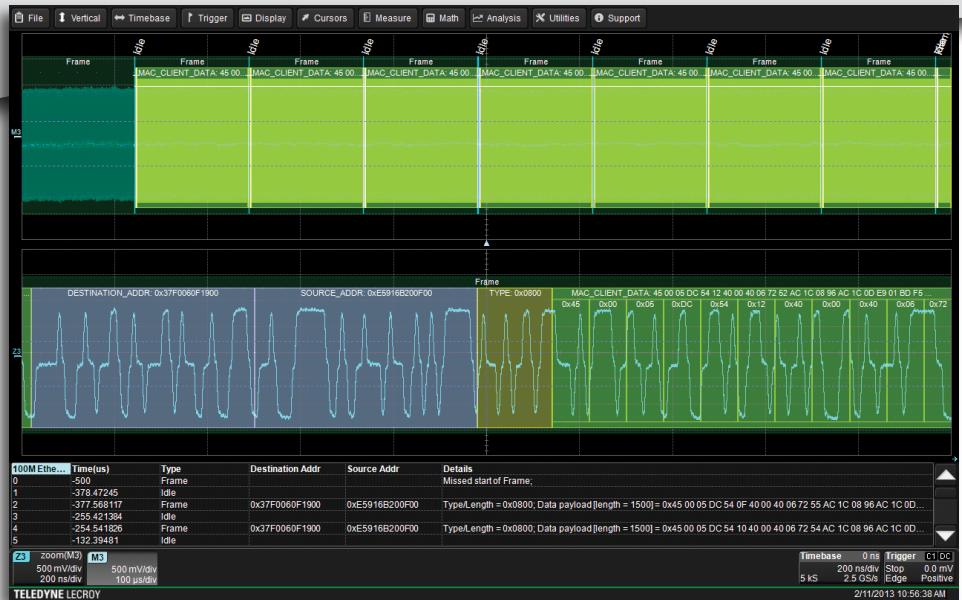 File Vertical Timebase Trigger Display Cursors Measure Math Analysis Utilities Support
Idle Idle Idle Idle Idle Idle Idle
Frame Frame Frame Frame Frame Frame Frame Frame
MAC_CLIENT_DATA: 45 00... MAC_CLIENT_DATA: 45 00... MAC_CLIENT_DATA: 45 00... MAC_CLIENT_DATA: 45 00... MAC_CLIENT_DATA: 45 00... MAC_CLIENT_DATA: 45 00... MAC_CLIENT_DATA: 45 00...
M3
Frame
DESTINATION_ADDR: 0x37F0060F1900 SOURCE_ADDR: 0xE5916B200F00 TYPE: 0x0800 MAC_CLIENT_DATA: 45 00 05 DC 54 12 40 00 40 06 72 52 AC 1C 08 96 AC 1C 0D E9 01 BD F5 ...
0x45 0x00 0x05 0xDC 0x54 0x12 0x40 0x00 0x40 0x06 0x72
Z3
100M Ethe... Time(us) Type Destination Addr Source Addr Details
0 -500 Frame Missed start of Frame;
1 -378.47245 Idle
2 -377.568117 Frame 0x37F0060F1900 0xE5916B200F00 Type/Length = 0x0800; Data payload [length = 1500] = 0x45 00 05 DC 54 0F 40 00 40 06 72 55 AC 1C 08 96 AC 1C 0D...
3 -255.421384 Idle
4 -254.541826 Frame 0x37F0060F1900 0xE5916B200F00 Type/Length = 0x0800; Data payload [length = 1500] = 0x45 00 05 DC 54 10 40 00 40 06 72 54 AC 1C 08 96 AC 1C 0D...
5 -132.39481 Idle
Z3 zoom(M3) M3 Timebase 0 ns Trigger C1 DC
500 mV/div 500 mV/div 200 ns/div Stop 0.0 mV
200 ns/div 100 µs/div 5 kS 2.5 GS/s Edge Positive
TELEDYNE LECROY 2/11/2013 10:56:38 AM